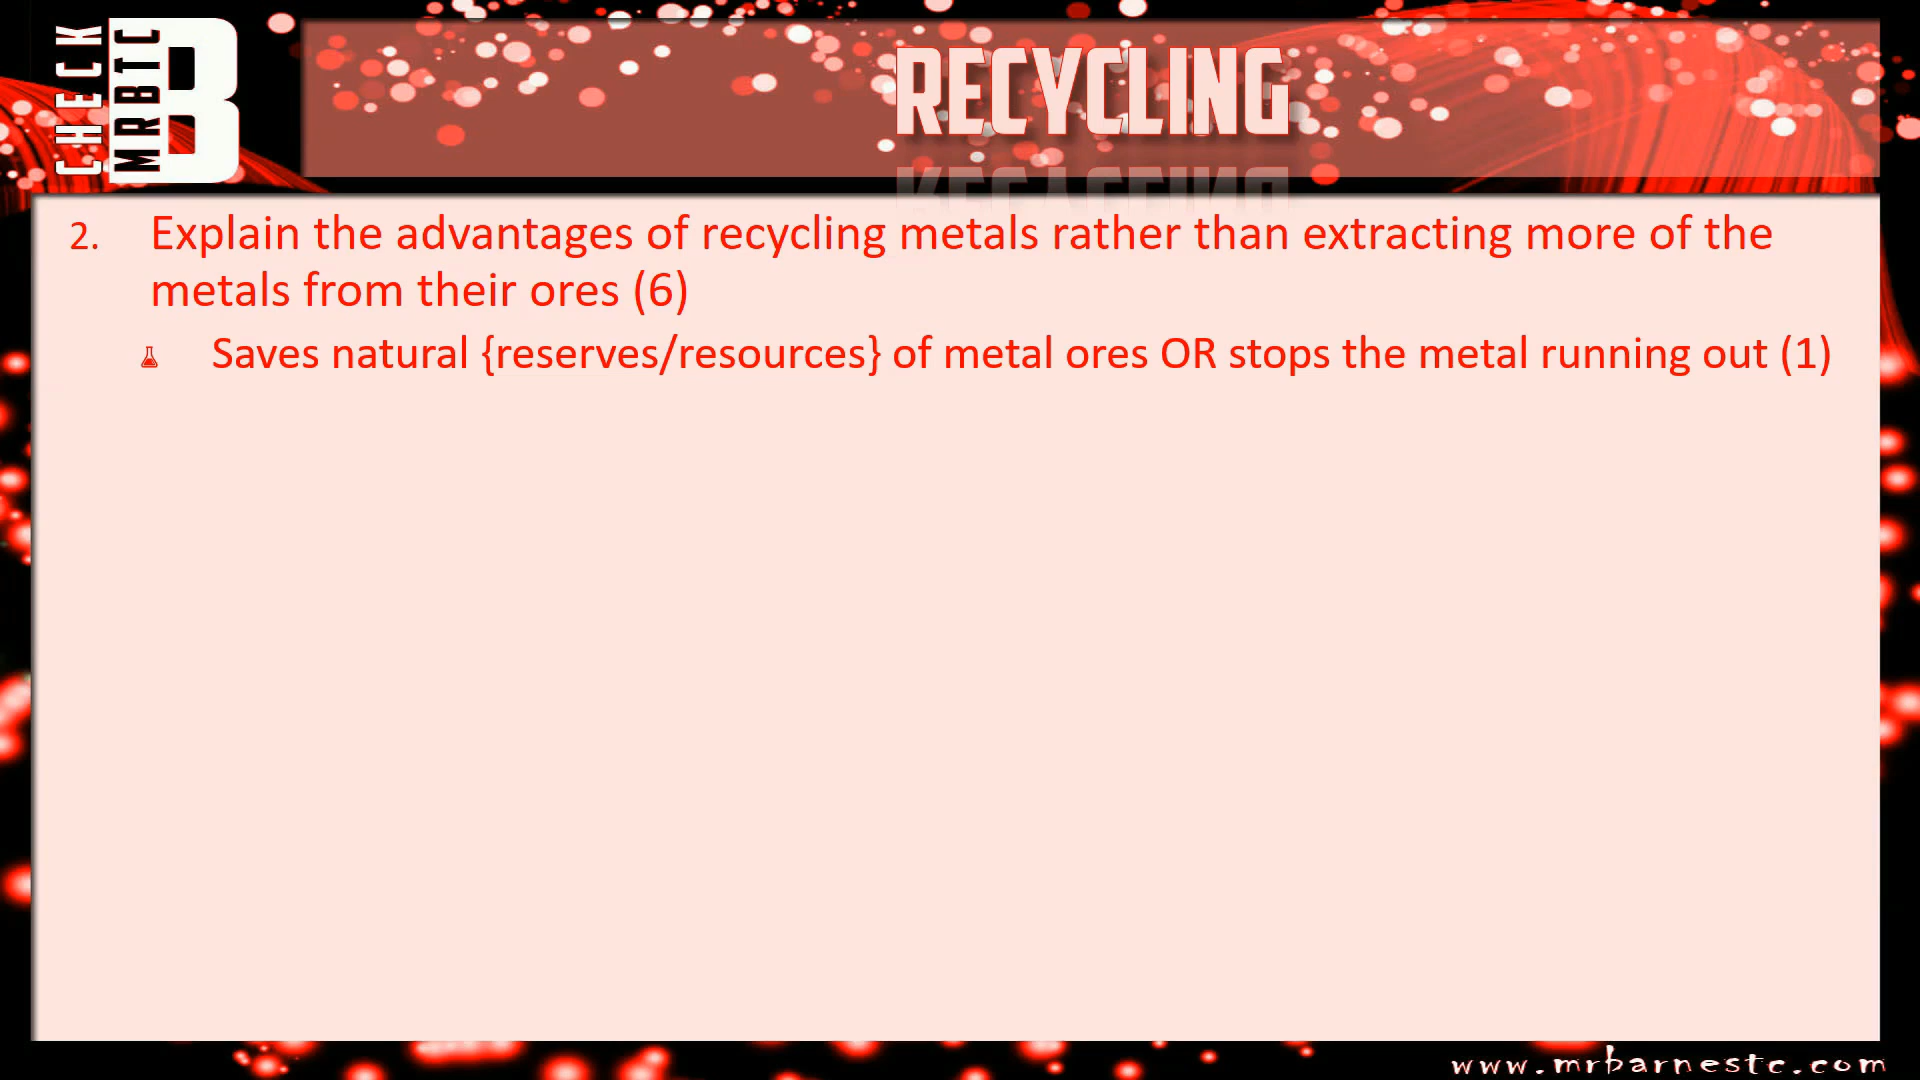 CHECK
MRBTC
B
RECYCLING
2. Explain the advantages of recycling metals rather than extracting more of the
metals from their ores (6)
Saves natural {reserves/resources} of metal ores OR stops the metal running out (1)
www.mrbarnestc.com